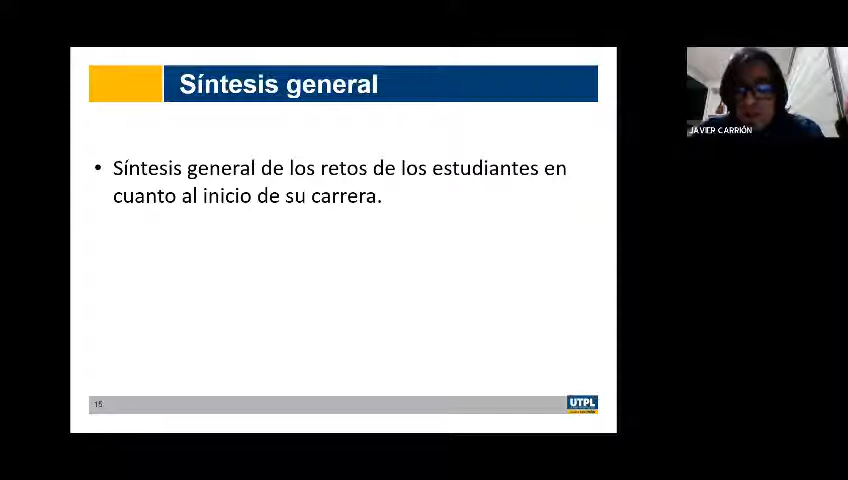 Síntesis general
• Síntesis general de los retos de los estudiantes en
cuanto al inicio de su carrera.
15
UTPL
JAVIER CARRIÓN